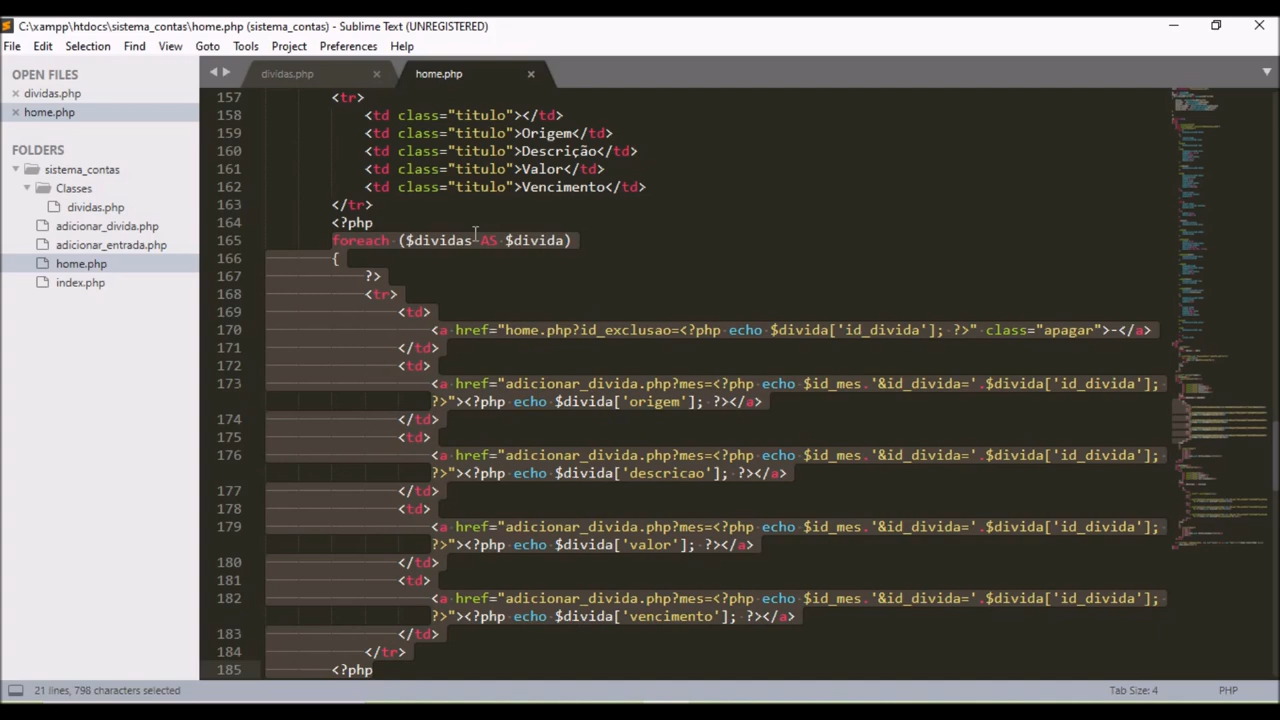 C:\xampp\htdocs\sistema_contas\home.php (sistema_contas) - Sublime Text (UNREGISTERED)
File Edit Selection Find View Goto Tools Project Preferences Help
OPEN FILES
dividas.php
home.php
FOLDERS
sistema_contas
Classes
dividas.php
adicionar_divida.php
adicionar_entrada.php
home.php
index.php
dividas.php home.php
157 <tr>
158 <td class="titulo"></td>
159 <td class="titulo">Origem</td>
160 <td class="titulo">Descrição</td>
161 <td class="titulo">Valor</td>
162 <td class="titulo">Vencimento</td>
163 </tr>
164 <?php
165 foreach ($dividas AS $divida)
166 {
167 ?>
168 <tr>
169 <td>
170 <a href="home.php?id_exclusao=<?php echo $divida['id_divida']; ?>" class="apagar">-</a>
171 </td>
172 <td>
173 <a href="adicionar_divida.php?mes=<?php echo $id_mes.'&id_divida='.$divida['id_divida'];
?>"><?php echo $divida['origem']; ?></a>
174 </td>
175 <td>
176 <a href="adicionar_divida.php?mes=<?php echo $id_mes.'&id_divida='.$divida['id_divida'];
?>"><?php echo $divida['descricao']; ?></a>
177 </td>
178 <td>
179 <a href="adicionar_divida.php?mes=<?php echo $id_mes.'&id_divida='.$divida['id_divida'];
?>"><?php echo $divida['valor']; ?></a>
180 </td>
181 <td>
182 <a href="adicionar_divida.php?mes=<?php echo $id_mes.'&id_divida='.$divida['id_divida'];
?>"><?php echo $divida['vencimento']; ?></a>
183 </td>
184 </tr>
185 <?php
21 lines, 798 characters selected Tab Size: 4 PHP